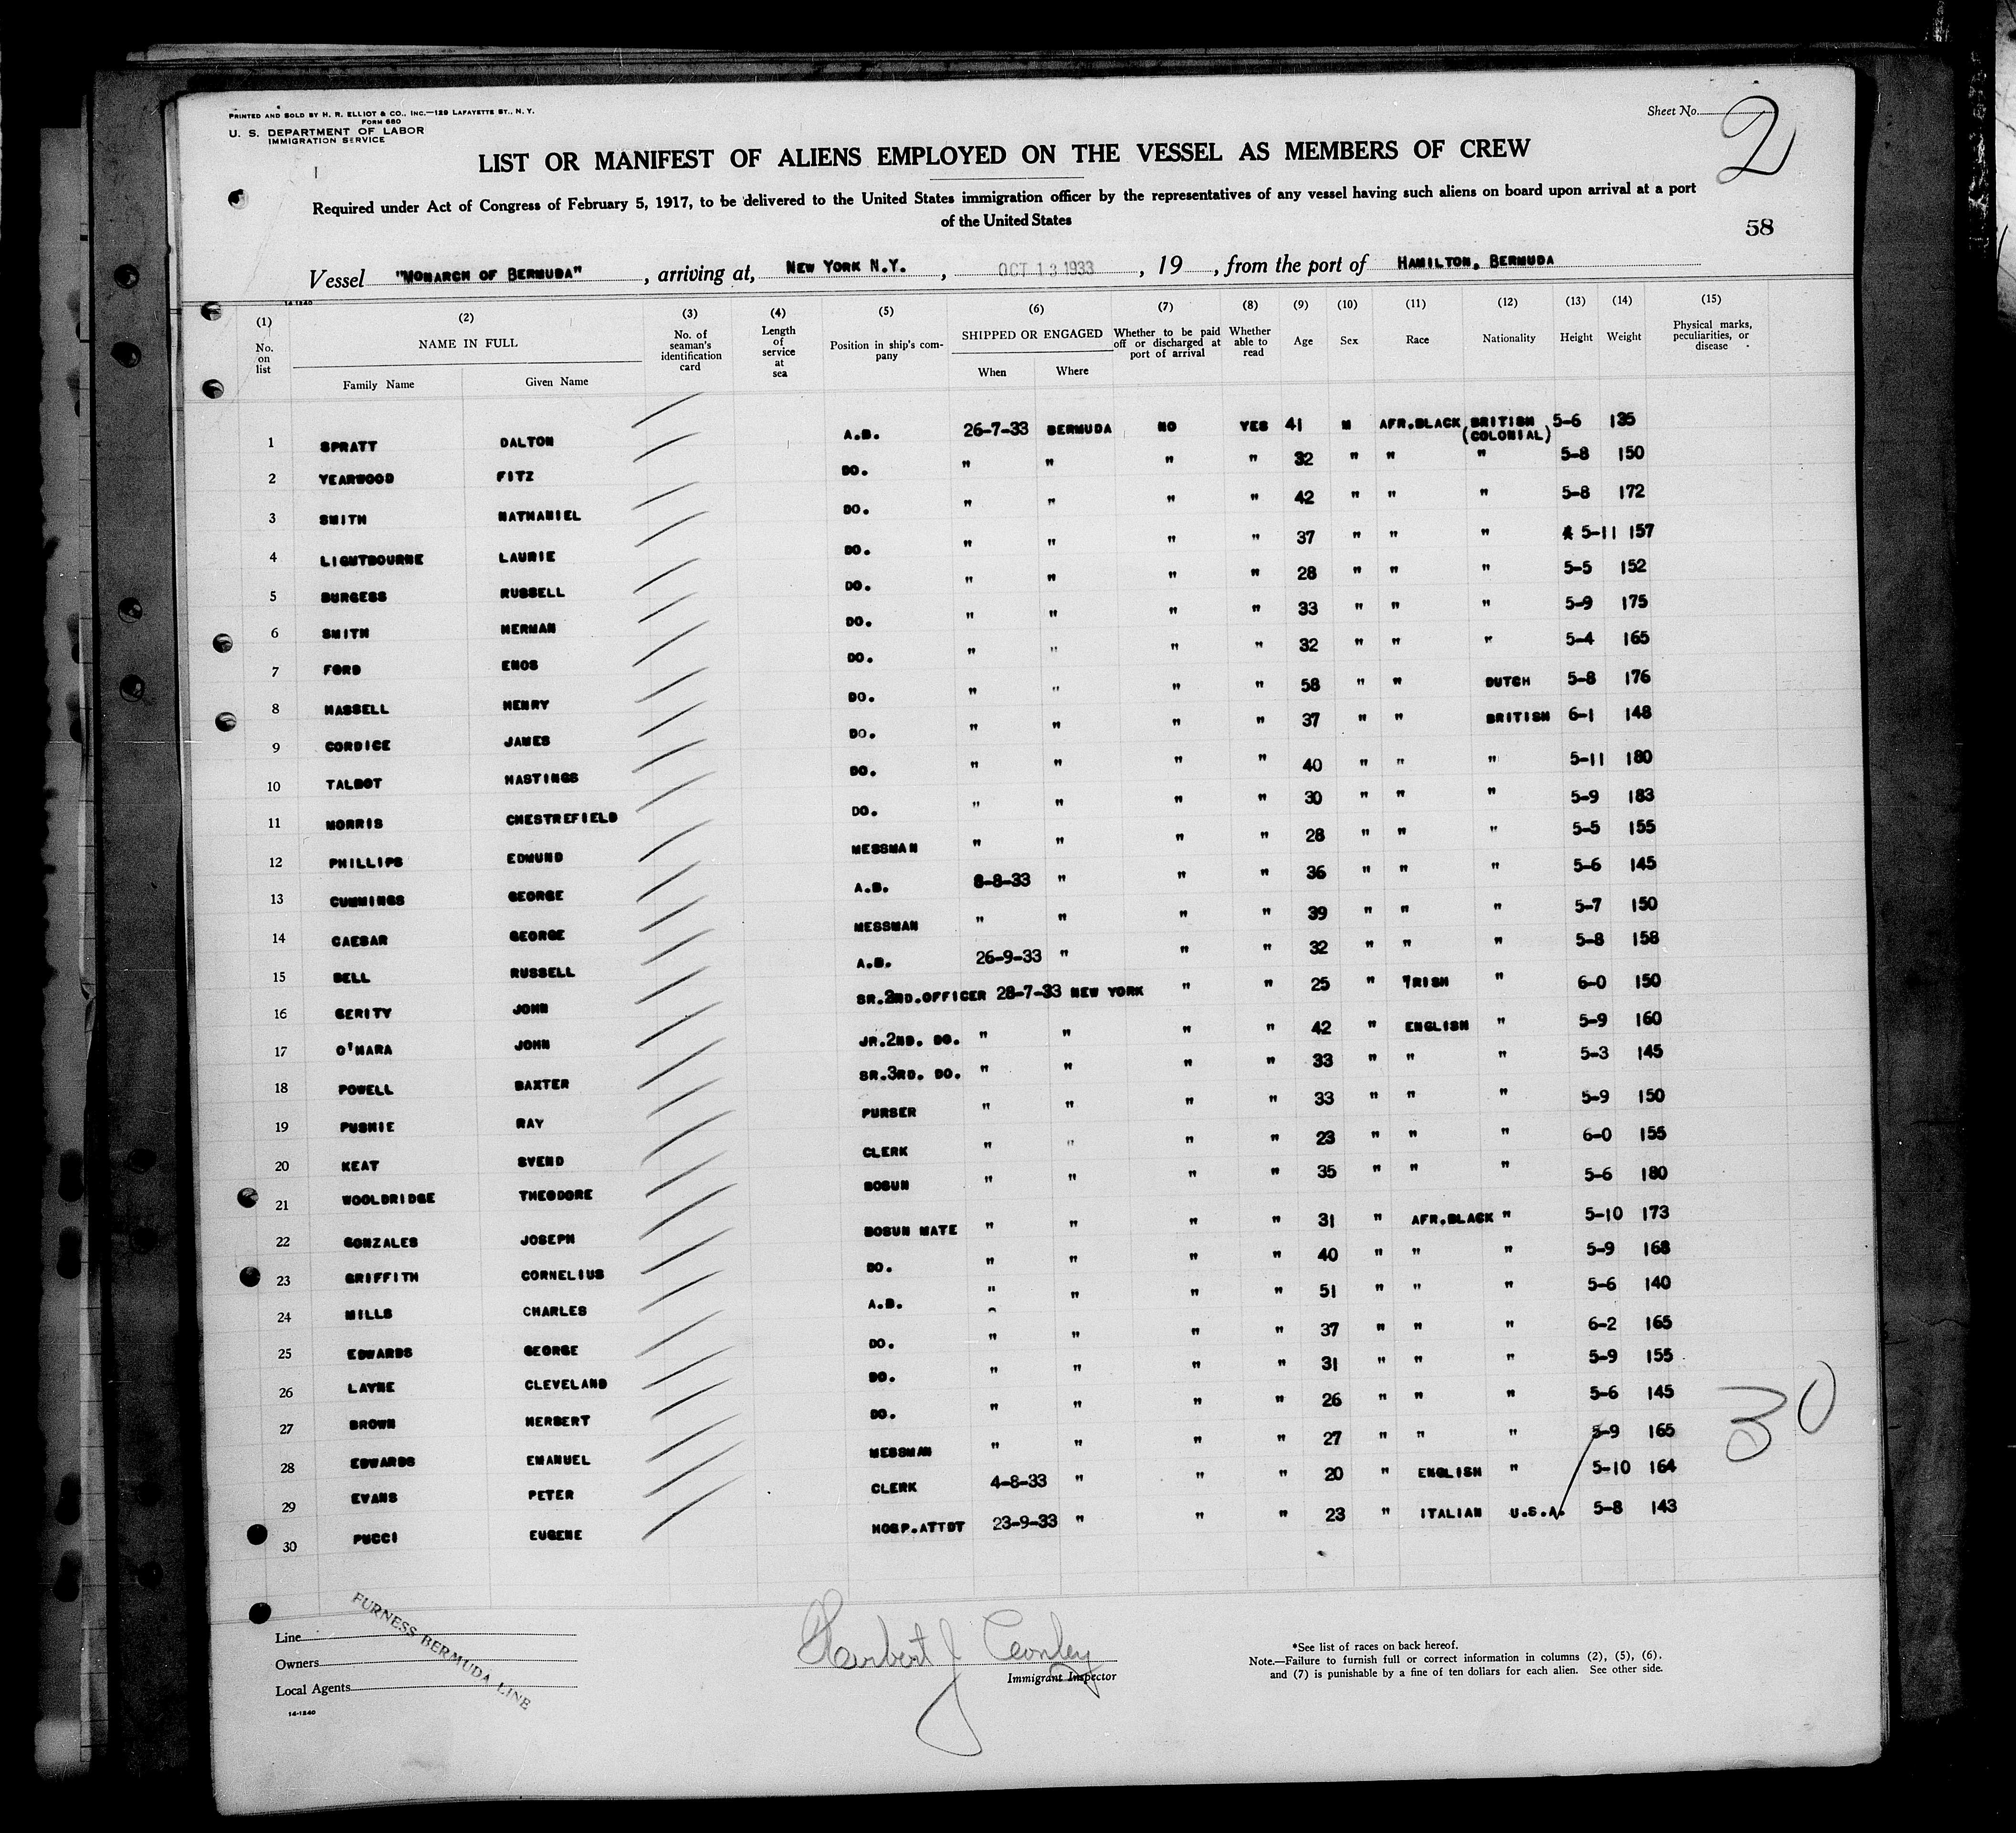 PRINTED AND SOLD BY H. R. ELLIOT & CO., INC.—129 LAFAYETTE ST., N. Y.
FORM 680
U. S. DEPARTMENT OF LABOR
IMMIGRATION SERVICE
Sheet No. 2
LIST OR MANIFEST OF ALIENS EMPLOYED ON THE VESSEL AS MEMBERS OF CREW
Required under Act of Congress of February 5, 1917, to be delivered to the United States immigration officer by the representatives of any vessel having such aliens on board upon arrival at a port
of the United States
58
Vessel "MONARCH OF BERMUDA", arriving at, NEW YORK N.Y., OCT 13 1933, 19 , from the port of HAMILTON, BERMUDA
14-1240
(1) (2) (3) (4) (5) (6) (7) (8) (9) (10) (11) (12) (13) (14) (15)
No. on list NAME IN FULL No. of seaman's identification card Length of service at sea Position in ship's company SHIPPED OR ENGAGED Whether to be paid off or discharged at port of arrival Whether able to read Age Sex Race Nationality Height Weight Physical marks, peculiarities, or disease
Family Name Given Name When Where
1 SPRATT DALTON A.B. 26-7-33 BERMUDA NO YES 41 M AFR.BLACK BRITISH (COLONIAL) 5-6 135
2 YEARWOOD FITZ DO. " " " " 32 " " " 5-8 150
3 SMITH NATHANIEL DO. " " " " 42 " " " 5-8 172
4 LIGHTBOURNE LAURIE DO. " " " " 37 " " " 5-11 157
5 BURGESS RUSSELL DO. " " " " 28 " " " 5-5 152
6 SMITH HERMAN DO. " " " " 33 " " " 5-9 175
7 FORD ENOS DO. " " " " 32 " " " 5-4 165
8 HASSELL HENRY DO. " " " " 58 " " DUTCH 5-8 176
9 CORDICE JAMES DO. " " " " 37 " " BRITISH 6-1 148
10 TALBOT HASTINGS DO. " " " " 40 " " " 5-11 180
11 MORRIS CHESTREFIELD DO. " " " " 30 " " " 5-9 183
12 PHILLIPS EDMUND MESSMAN " " " " 28 " " " 5-5 155
13 CUMMINGS GEORGE A.B. 8-8-33 " " " 36 " " " 5-6 145
14 CAESAR GEORGE MESSMAN " " " " 39 " " " 5-7 150
15 BELL RUSSELL A.B. 26-9-33 " " " 32 " " " 5-8 158
16 GERITY JOHN SR.2ND.OFFICER 28-7-33 NEW YORK " " 25 " IRISH " 6-0 150
17 O'HARA JOHN JR.2ND. DO. " " " " 42 " ENGLISH " 5-9 160
18 POWELL BAXTER SR.3RD. DO. " " " " 33 " " " 5-3 145
19 PUSHIE RAY PURSER " " " " 33 " " " 5-9 150
20 KEAT SVEND CLERK " " " " 23 " " " 6-0 155
21 WOOLDRIDGE THEODORE BOSUN " " " " 35 " " " 5-6 180
22 GONZALES JOSEPH BOSUN MATE " " " " 31 " AFR.BLACK " 5-10 173
23 GRIFFITH CORNELIUS DO. " " " " 40 " " " 5-9 168
24 MILLS CHARLES A.B. " " " " 51 " " " 5-6 140
25 EDWARDS GEORGE DO. " " " " 37 " " " 6-2 165
26 LAYNE CLEVELAND DO. " " " " 31 " " " 5-9 155
27 BROWN HERBERT DO. " " " " 26 " " " 5-6 145
28 EDWARDS EMANUEL MESSMAN " " " " 27 " " " 5-9 165
29 EVANS PETER CLERK 4-8-33 " " " 20 " ENGLISH " 5-10 164
30 PUCCI EUGENE HOSP.ATTDT 23-9-33 " " " 23 " ITALIAN U.S.A. 5-8 143
30
Line
Owners
Local Agents
FURNESS BERMUDA LINE
14-1240
Herbert J
Immigrant Inspector
*See list of races on back hereof.
Note.—Failure to furnish full or correct information in columns (2), (5), (6),
and (7) is punishable by a fine of ten dollars for each alien. See other side.